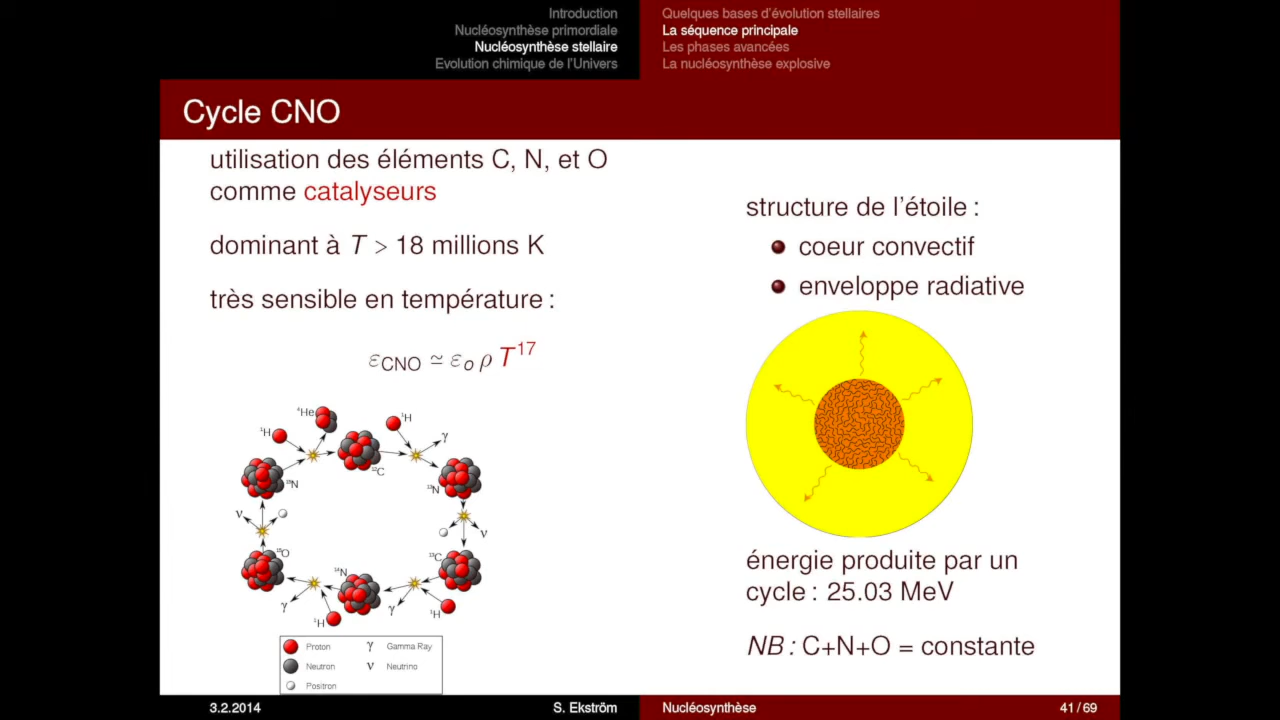 Introduction
Nucléosynthèse primordiale
Nucléosynthèse stellaire
Evolution chimique de l'Univers
Quelques bases d'évolution stellaires
La séquence principale
Les phases avancées
La nucléosynthèse explosive
Cycle CNO
utilisation des éléments C, N, et O
comme catalyseurs
dominant à T > 18 millions K
très sensible en température :
εCNO ≃ εo ρ T¹⁷
⁴He
¹H
¹H
γ
¹²C
¹⁵N
¹³N
ν
ν
¹⁵O
¹³C
¹⁴N
γ
γ
¹H
¹H
Proton
γ Gamma Ray
Neutron
ν Neutrino
Positron
structure de l'étoile :
coeur convectif
enveloppe radiative
énergie produite par un
cycle : 25.03 MeV
NB : C+N+O = constante
3.2.2014
S. Ekström
Nucléosynthèse
41 / 69